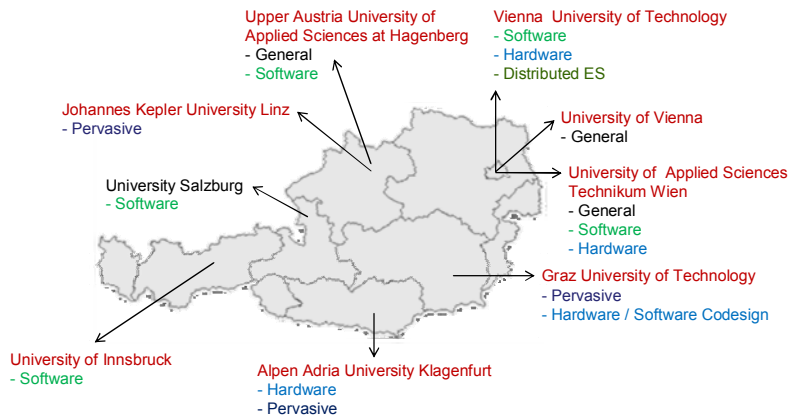 Upper Austria University of
Applied Sciences at Hagenberg
- General
- Software
Vienna University of Technology
- Software
- Hardware
- Distributed ES
Johannes Kepler University Linz
- Pervasive
University of Vienna
- General
University Salzburg
- Software
University of Applied Sciences
Technikum Wien
- General
- Software
- Hardware
Graz University of Technology
- Pervasive
- Hardware / Software Codesign
University of Innsbruck
- Software
Alpen Adria University Klagenfurt
- Hardware
- Pervasive